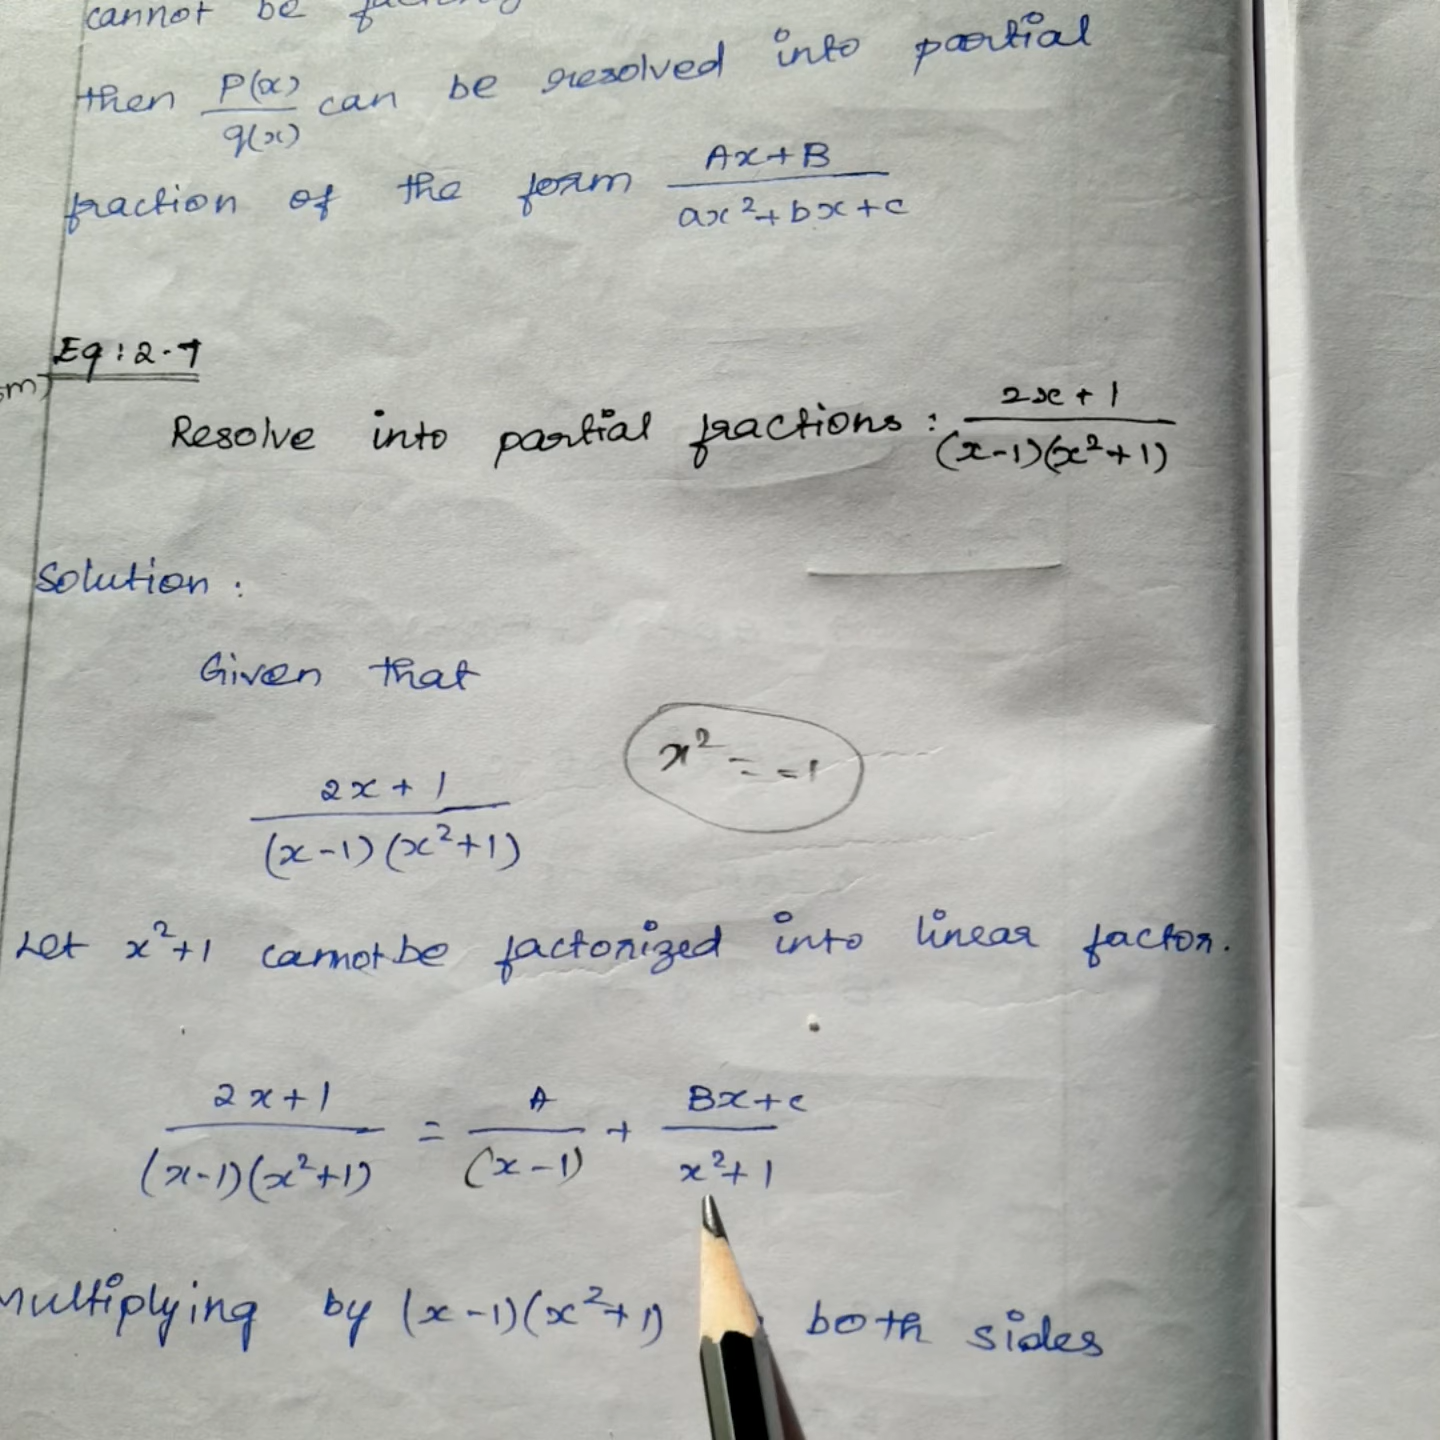 cannot be
then P(x)/q(x) can be resolved into partial
fraction of the form Ax+B/ax²+bx+c
Eg:2.7
Resolve into partial fractions: 2x+1/(x-1)(x²+1)
Solution:
Given that
x² = -1
2x+1/(x-1)(x²+1)
Let x²+1 cannot be factorized into linear factor.
2x+1/(x-1)(x²+1) = A/(x-1) + Bx+c/x²+1
Multiplying by (x-1)(x²+1) both sides